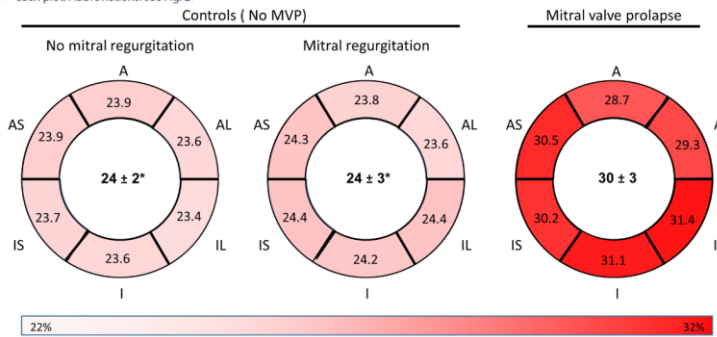 Controls ( No MVP)
Mitral valve prolapse
No mitral regurgitation
Mitral regurgitation
A
A
A
23.9
23.8
28.7
AS
AL
AS
AL
AS
23.9
23.6
24.3
23.6
30.5
29.3
24 ± 2*
24 ± 3*
30 ± 3
23.7
23.4
24.4
24.4
30.2
31.4
IS
IL
IS
IL
IS
23.6
24.2
31.1
I
I
I
22%
32%